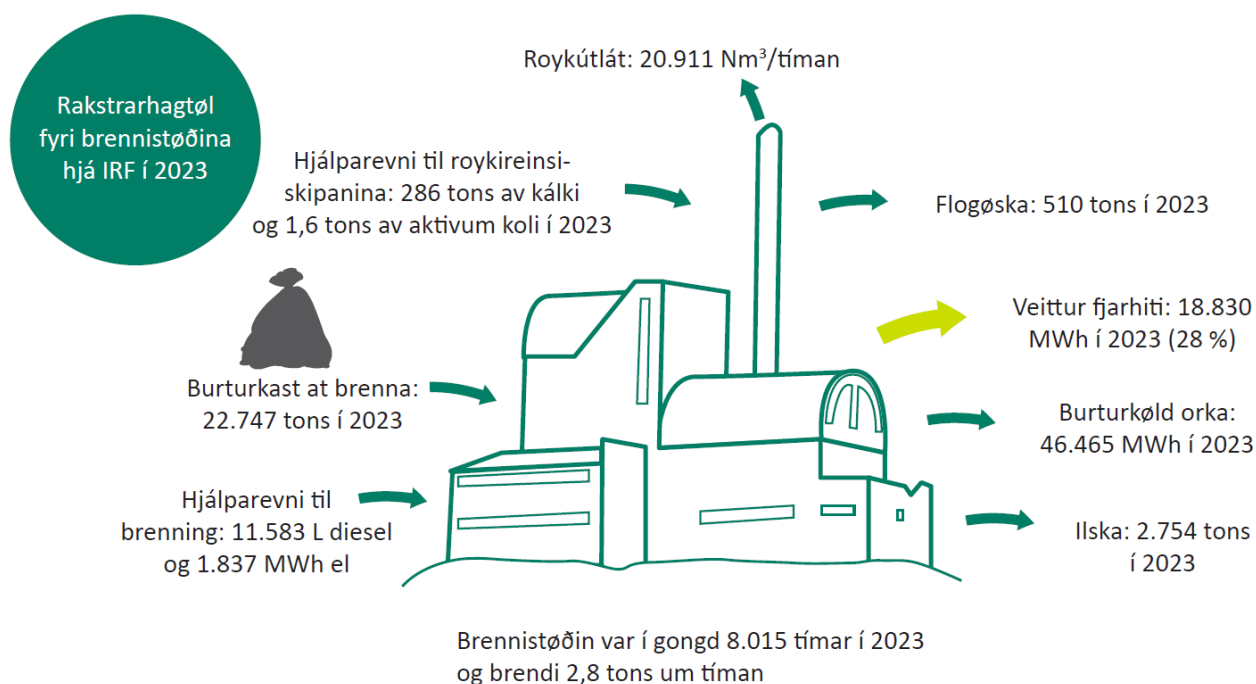 Rakstrarhagtøl
fyri brennistøðina
hjá IRF í 2023
Roykútlát: 20.911 Nm³/tíman
Hjálparevni til roykireinsi-
skipanina: 286 tons av kálki
og 1,6 tons av aktivum koli í 2023
Flogøska: 510 tons í 2023
Veittur fjarhiti: 18.830
MWh í 2023 (28 %)
Burturkast at brenna:
22.747 tons í 2023
Burturkøld orka:
46.465 MWh í 2023
Hjálparevni til
brenning: 11.583 L diesel
og 1.837 MWh el
Ilska: 2.754 tons
í 2023
Brennistøðin var í gongd 8.015 tímar í 2023
og brendi 2,8 tons um tíman